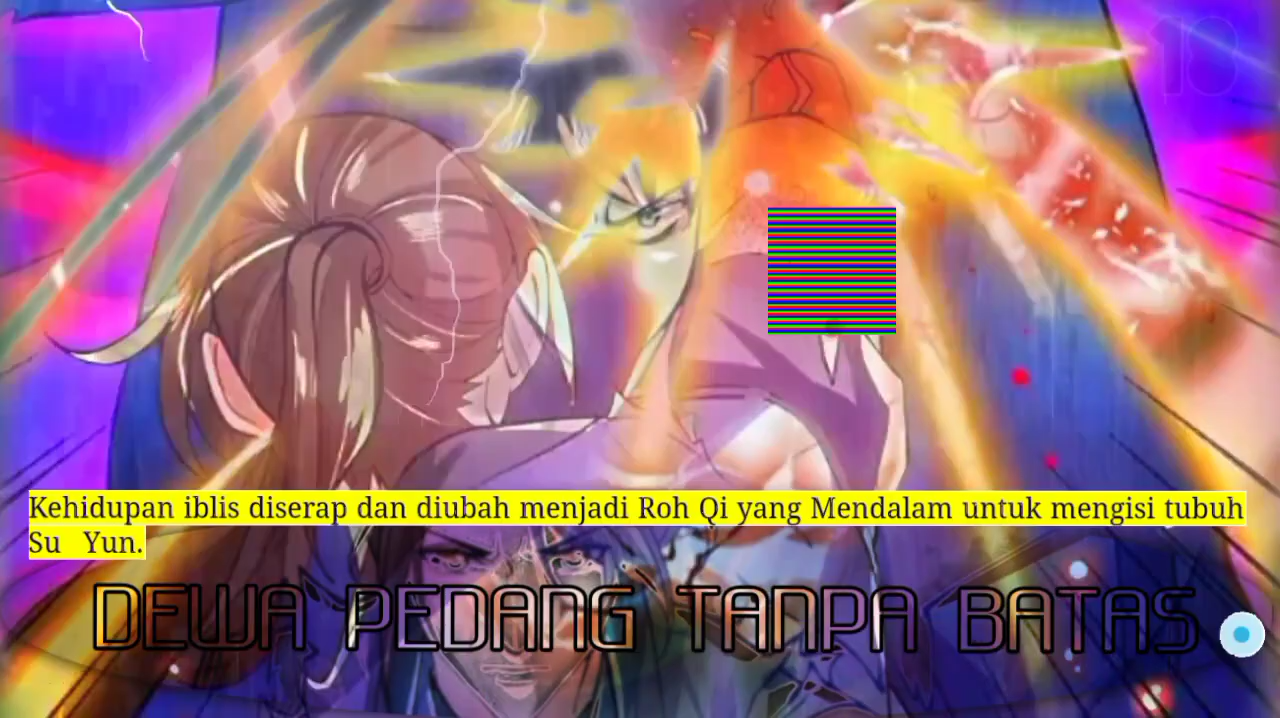 18
Kehidupan iblis diserap dan diubah menjadi Roh Qi yang Mendalam untuk mengisi tubuh
Su Yun.
DEWA PEDANG TANPA BATAS